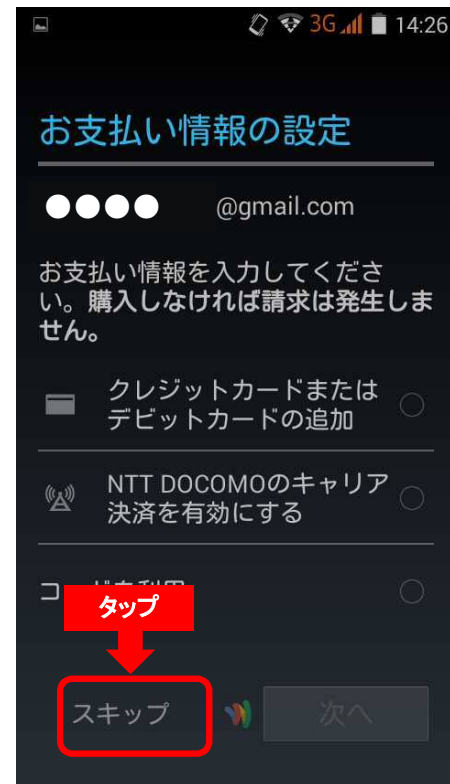 3G 14:26
お支払い情報の設定
●●●● @gmail.com
お支払い情報を入力してくださ
い。購入しなければ請求は発生しま
せん。
クレジットカードまたは
デビットカードの追加
NTT DOCOMOのキャリア
決済を有効にする
タップ
スキップ 次へ